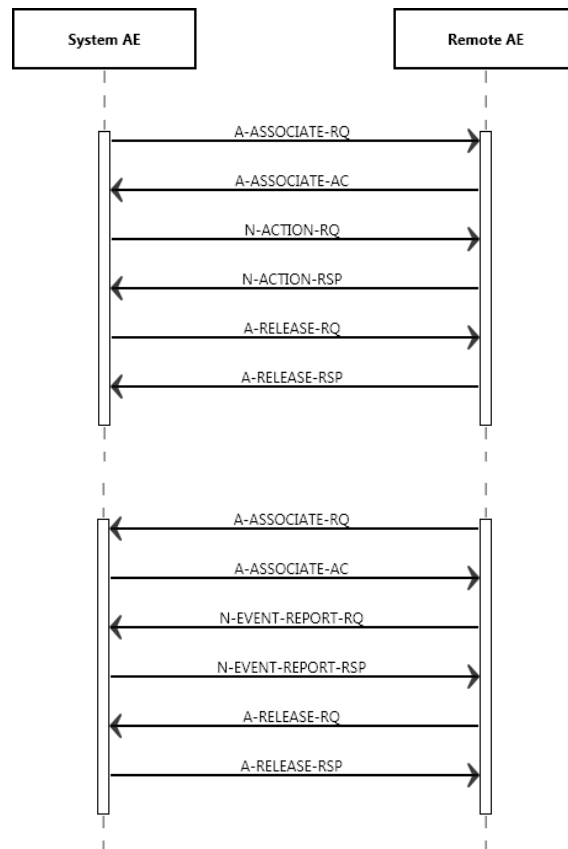 System AE
Remote AE
A-ASSOCIATE-RQ
A-ASSOCIATE-AC
N-ACTION-RQ
N-ACTION-RSP
A-RELEASE-RQ
A-RELEASE-RSP
A-ASSOCIATE-RQ
A-ASSOCIATE-AC
N-EVENT-REPORT-RQ
N-EVENT-REPORT-RSP
A-RELEASE-RQ
A-RELEASE-RSP